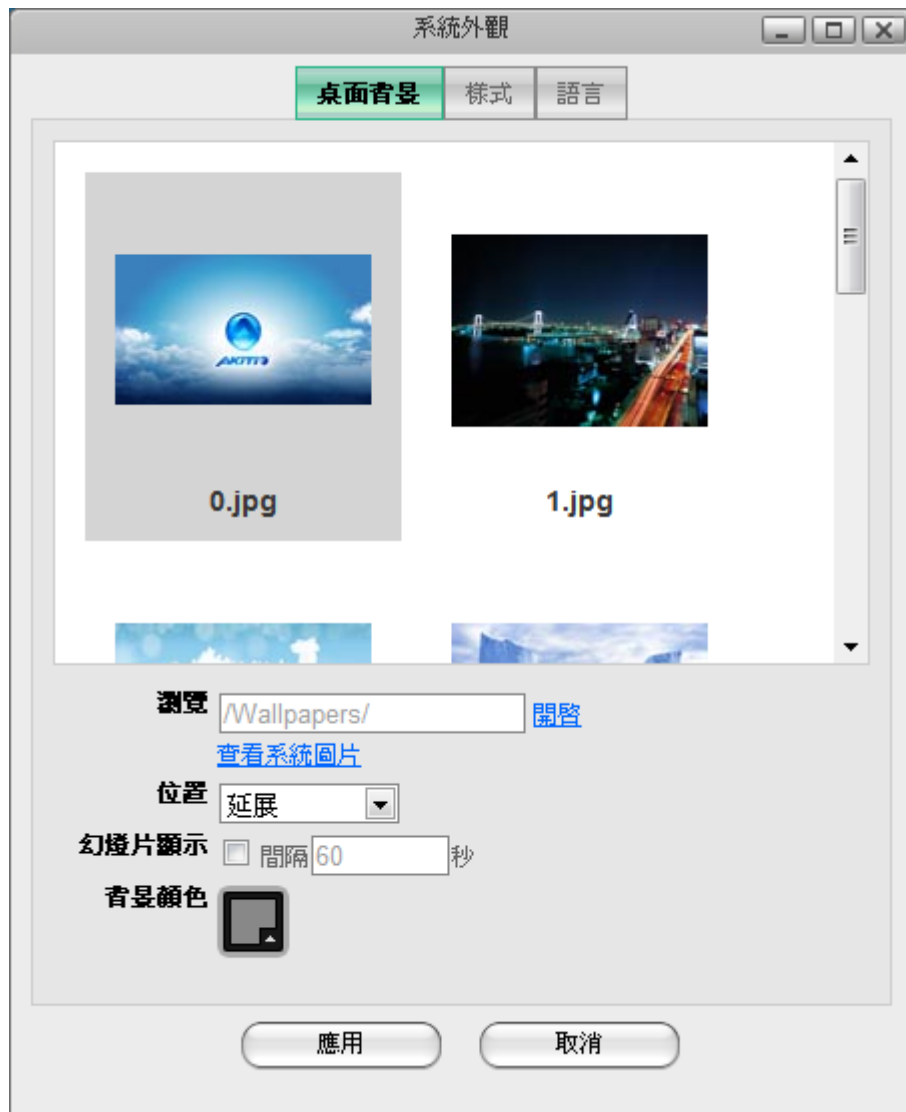 系統外觀
桌面背景 樣式 語言
AKiTiO
0.jpg 1.jpg
瀏覽 /Wallpapers/ 開啓
查看系統圖片
位置 延展
幻燈片顯示 間隔 60 秒
背景顏色
應用 取消